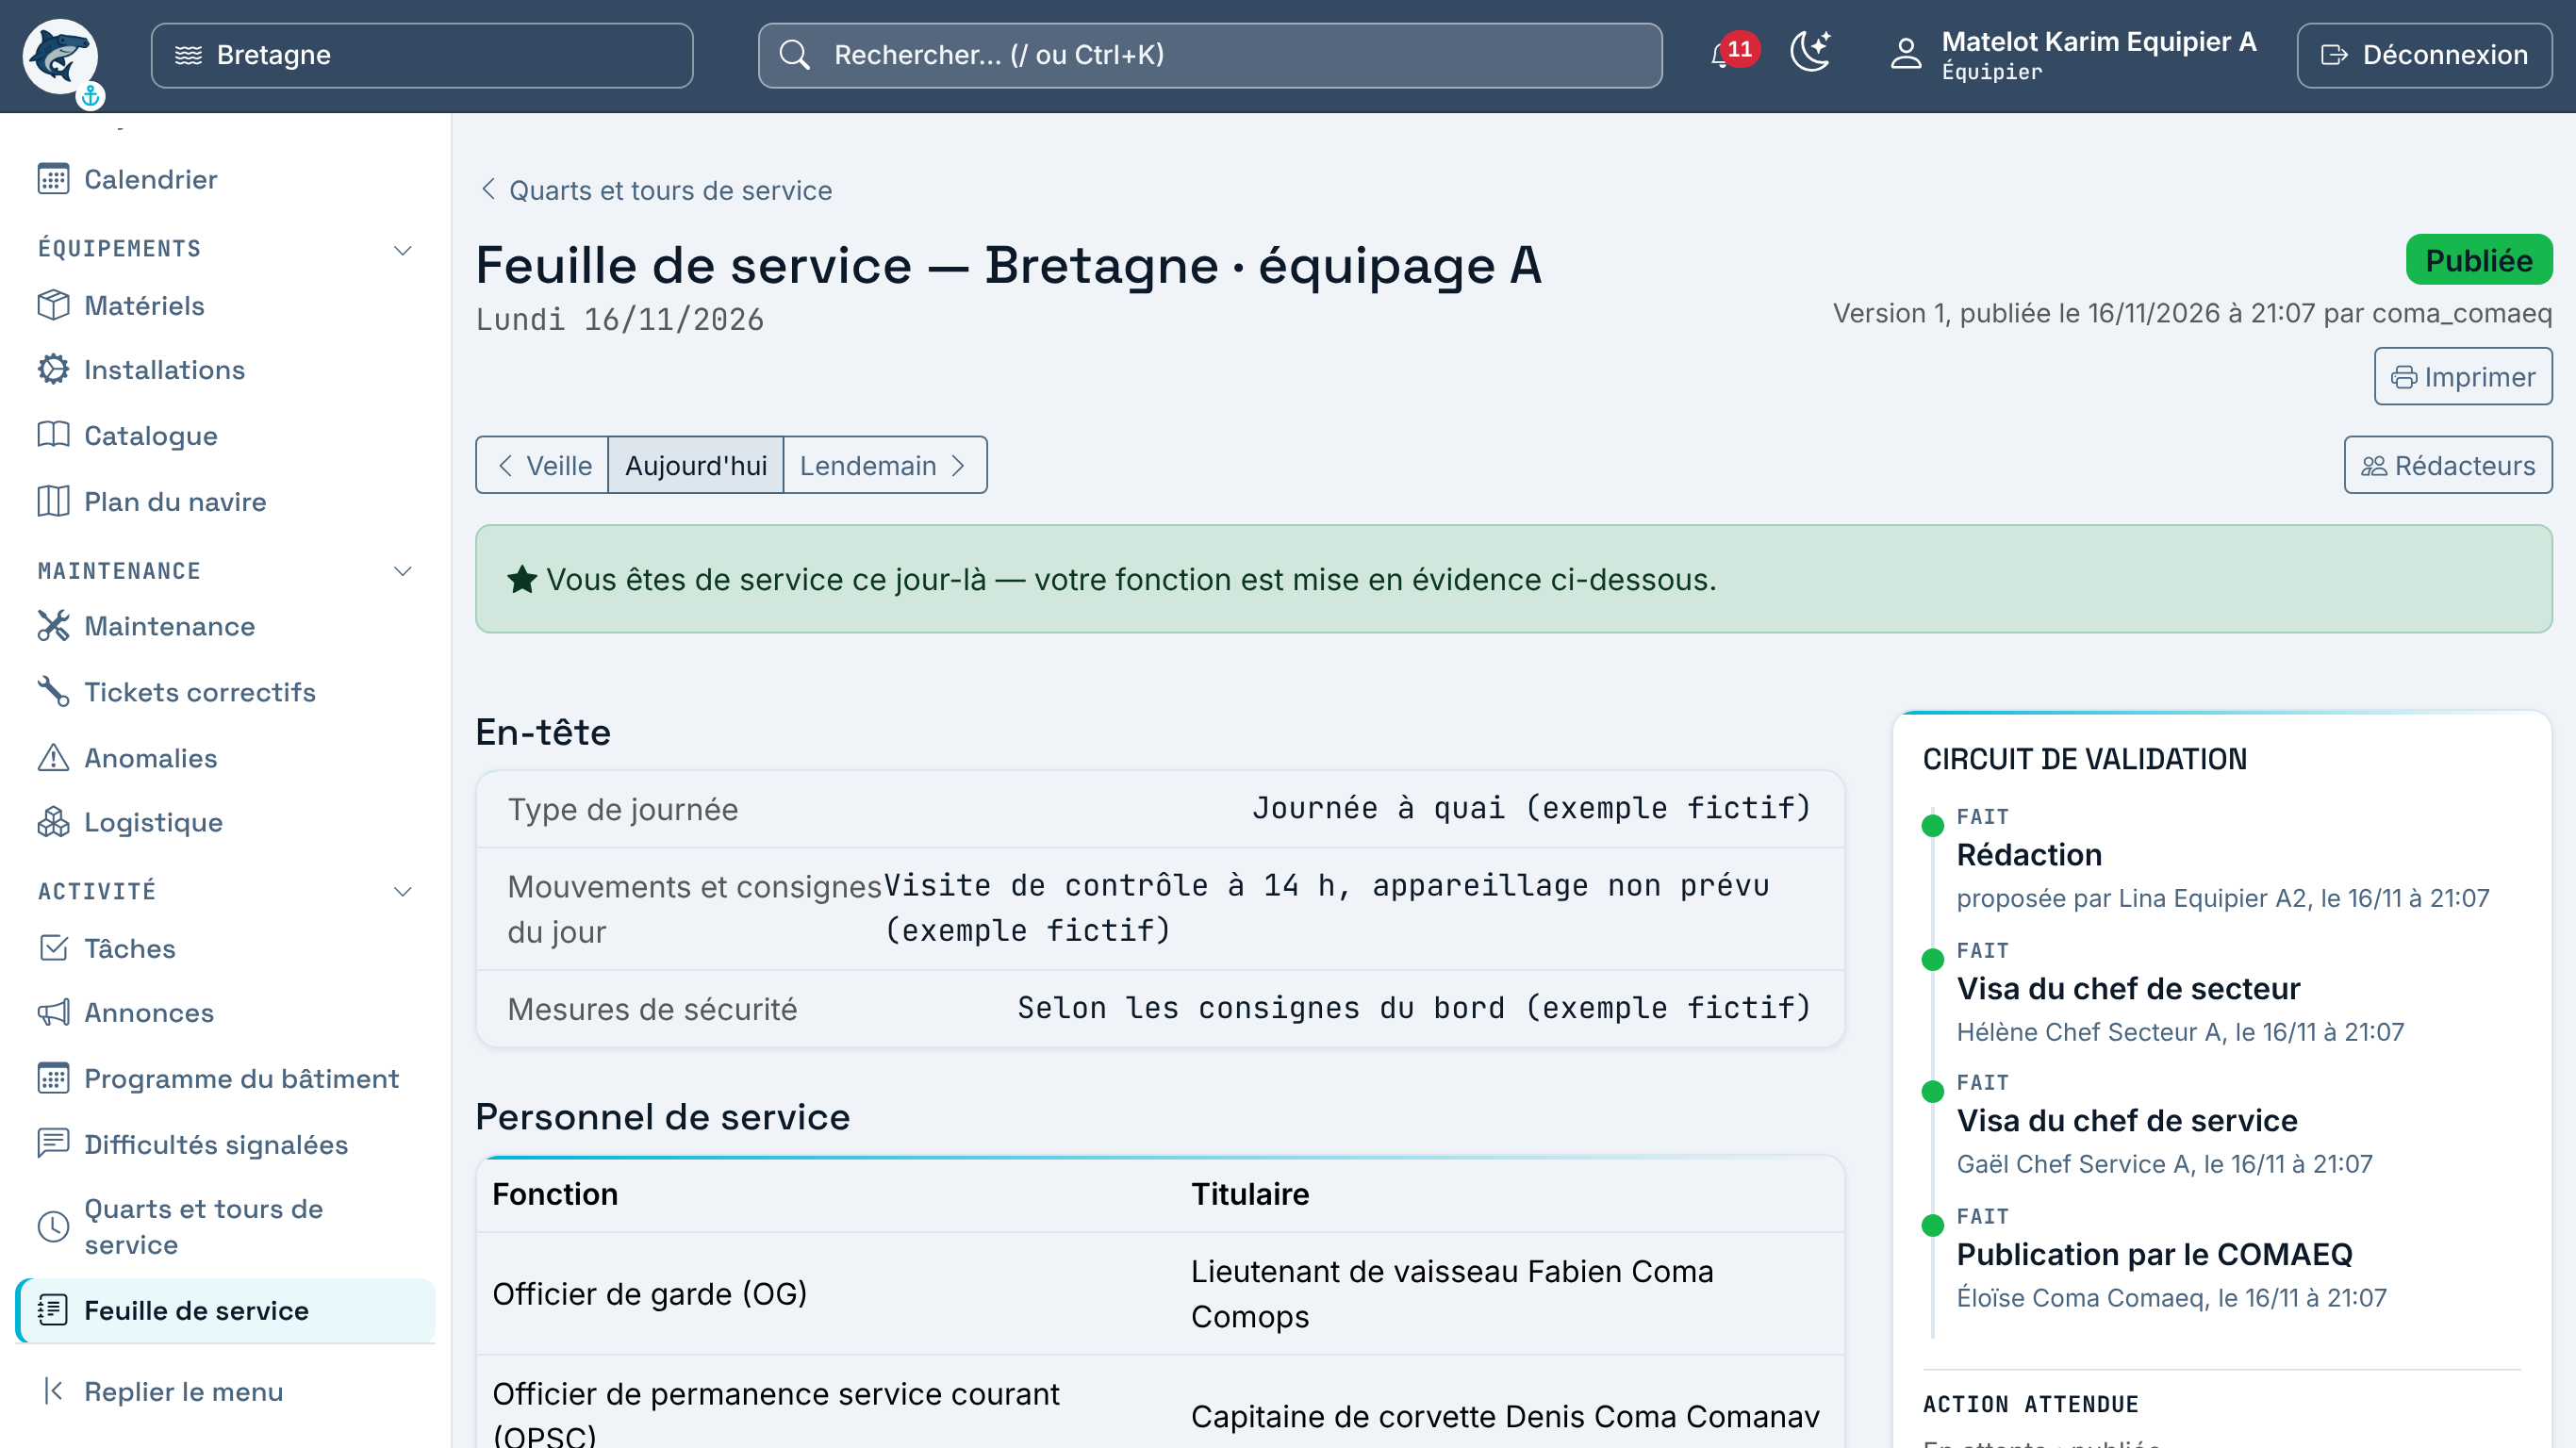 Bretagne
Rechercher... (/ ou Ctrl+K)
11
Matelot Karim Equipier A
Équipier
Déconnexion
Calendrier
ÉQUIPEMENTS
Matériels
Installations
Catalogue
Plan du navire
MAINTENANCE
Maintenance
Tickets correctifs
Anomalies
Logistique
ACTIVITÉ
Tâches
Annonces
Programme du bâtiment
Difficultés signalées
Quarts et tours de
service
Feuille de service
Replier le menu
Quarts et tours de service
Feuille de service — Bretagne · équipage A
Lundi 16/11/2026
Publiée
Version 1, publiée le 16/11/2026 à 21:07 par coma_comaeq
Imprimer
Veille
Aujourd'hui
Lendemain
Rédacteurs
Vous êtes de service ce jour-là — votre fonction est mise en évidence ci-dessous.
En-tête
Type de journée
Journée à quai (exemple fictif)
Mouvements et consignes
du jour
Visite de contrôle à 14 h, appareillage non prévu
(exemple fictif)
Mesures de sécurité
Selon les consignes du bord (exemple fictif)
Personnel de service
Fonction
Titulaire
Officier de garde (OG)
Lieutenant de vaisseau Fabien Coma
Comops
Officier de permanence service courant
(OPSC)
Capitaine de corvette Denis Coma Comanav
CIRCUIT DE VALIDATION
FAIT
Rédaction
proposée par Lina Equipier A2, le 16/11 à 21:07
FAIT
Visa du chef de secteur
Hélène Chef Secteur A, le 16/11 à 21:07
FAIT
Visa du chef de service
Gaël Chef Service A, le 16/11 à 21:07
FAIT
Publication par le COMAEQ
Éloïse Coma Comaeq, le 16/11 à 21:07
ACTION ATTENDUE